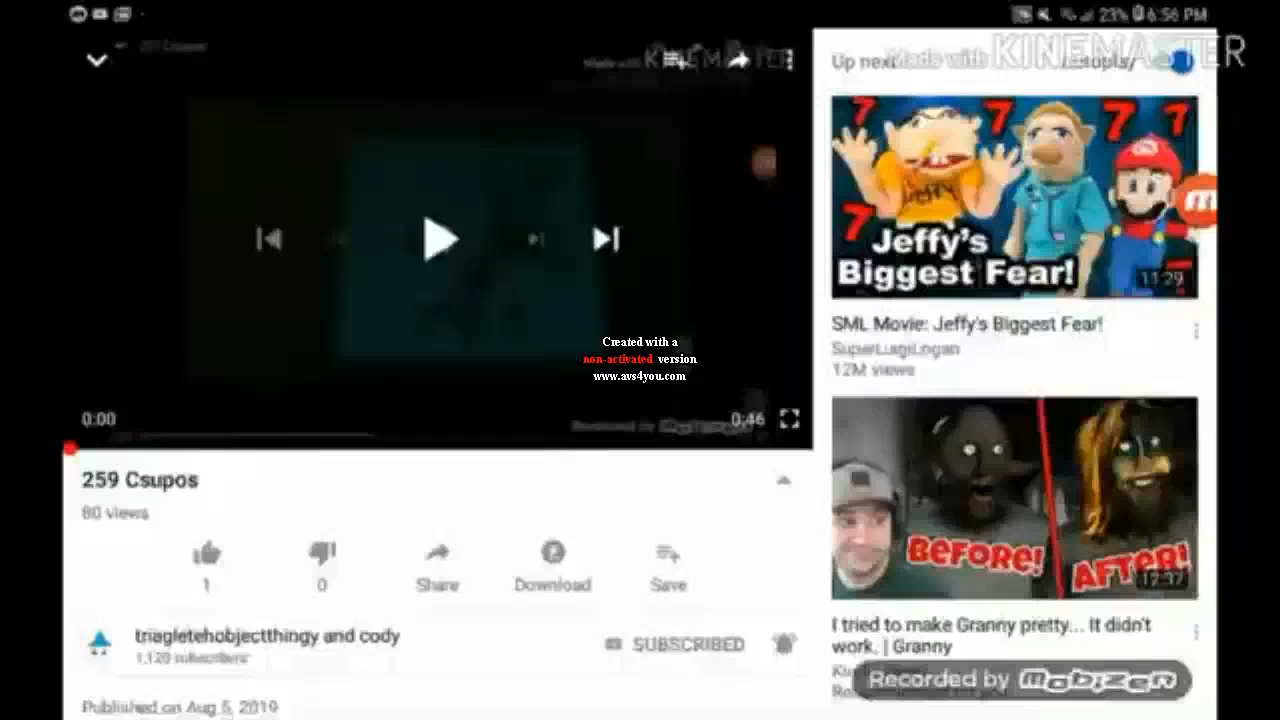 23% 6:56 PM
Made with KINEMASTER
Up next
Autoplay
7 7 7 7
7
Jeffy's
Biggest Fear!
11:29
SML Movie: Jeffy's Biggest Fear!
SuperLuigiLogan
12M views
Created with a
non-activated version
www.avs4you.com
0:00
0:46
259 Csupos
80 views
1
0
Share
Download
Save
triagletehobjectthingy and cody
1,120 subscribers
SUBSCRIBED
Published on Aug 5, 2019
BEFORE!
AFTER!
I tried to make Granny pretty... It didn't
work. | Granny
Recorded by Mobizen